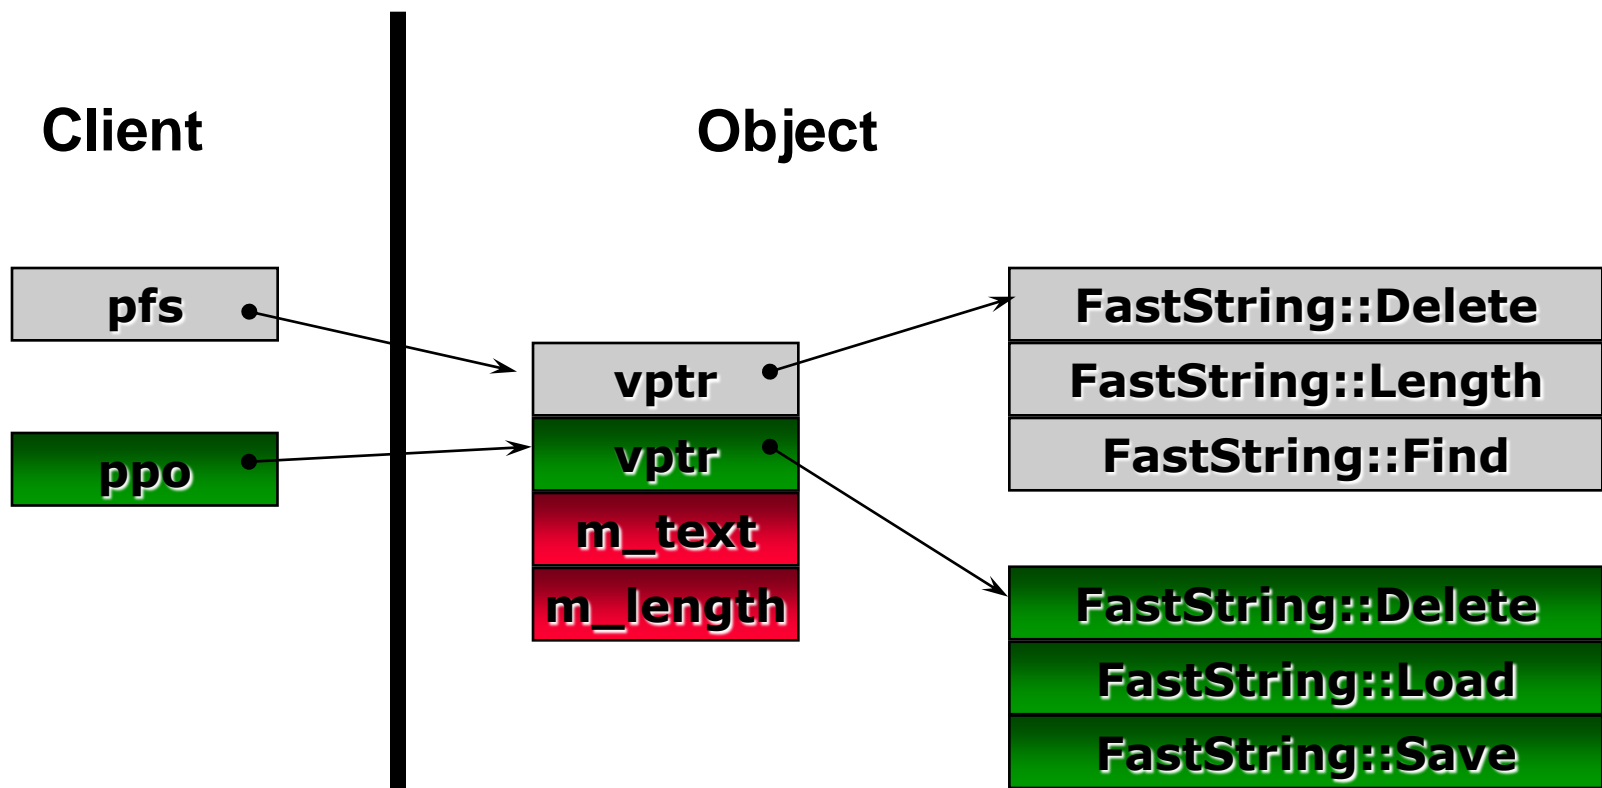 Client
Object
pfs
ppo
vptr
vptr
m_text
m_length
FastString::Delete
FastString::Length
FastString::Find
FastString::Delete
FastString::Load
FastString::Save